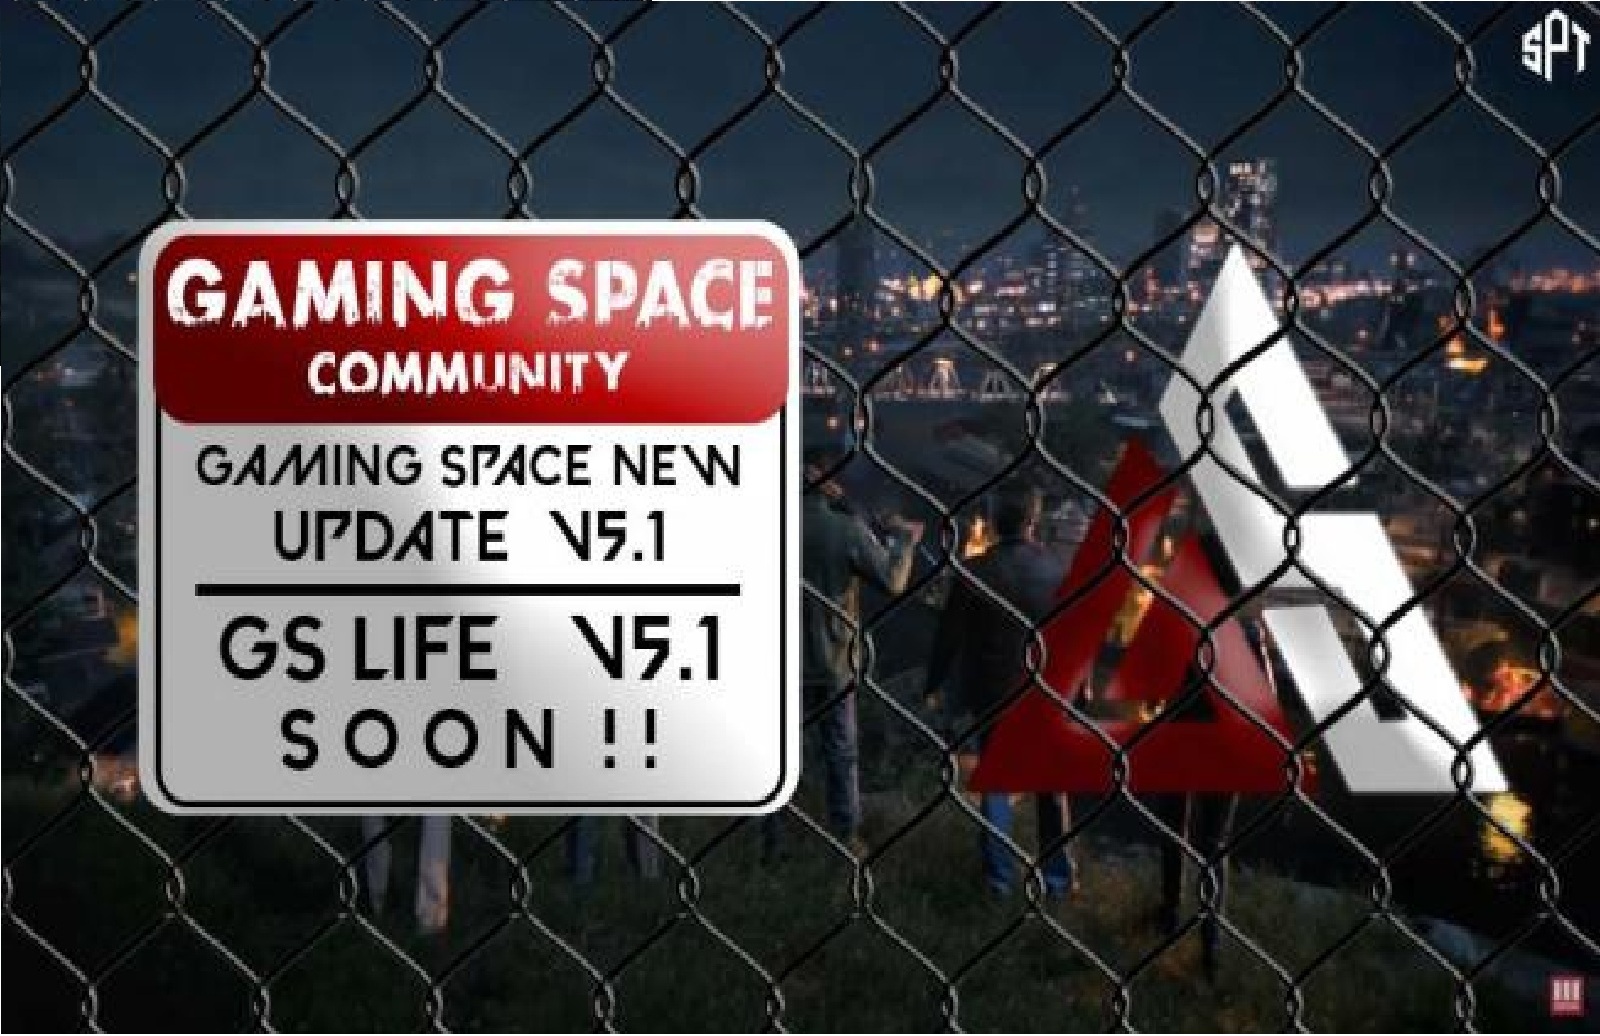 SPT
GAMING SPACE
COMMUNITY
GAMING SPACE NEW
UPDATE V5.1
GS LIFE V5.1
SOON !!